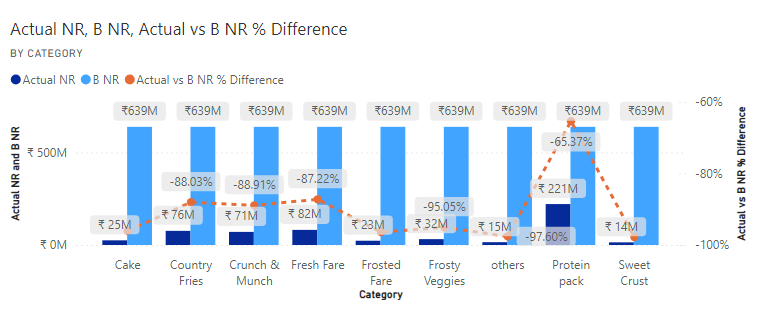 Actual NR, B NR, Actual vs B NR % Difference
BY CATEGORY
Actual NR B NR Actual vs B NR % Difference
₹639M ₹639M ₹639M ₹639M ₹639M ₹639M ₹639M ₹639M ₹639M
-60%
-65.37%
₹ 500M
-80%
-88.03% -88.91% -87.22%
-95.05%
₹ 221M
₹ 25M ₹ 76M ₹ 71M ₹ 82M ₹ 23M ₹ 32M ₹ 15M ₹ 14M
-97.60%
₹ 0M
-100%
Actual NR and B NR
Actual vs B NR % Difference
Cake Country Fries Crunch & Munch Fresh Fare Frosted Fare Frosty Veggies others Protein pack Sweet Crust
Category